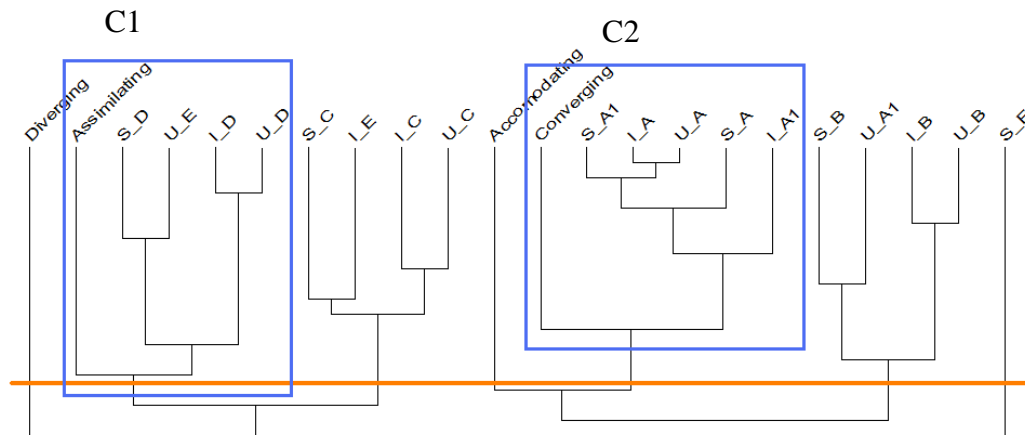 C1
C2
Diverging
Assimilating
S_D
U_E
I_D
U_D
S_C
I_E
I_C
U_C
Accomodating
Converging
S_A1
I_A
U_A
S_A
I_A1
S_B
U_A1
I_B
U_B
S_E